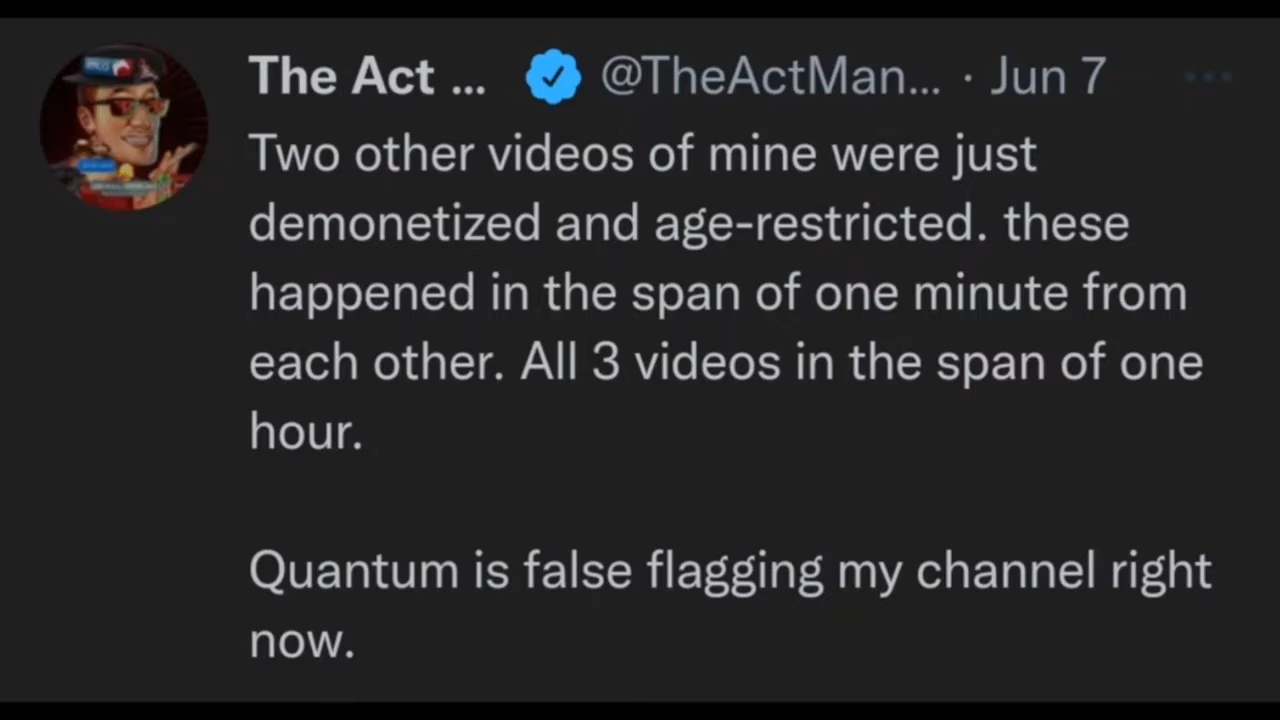 The Act ... @TheActMan... · Jun 7
Two other videos of mine were just
demonetized and age-restricted. these
happened in the span of one minute from
each other. All 3 videos in the span of one
hour.
Quantum is false flagging my channel right
now.